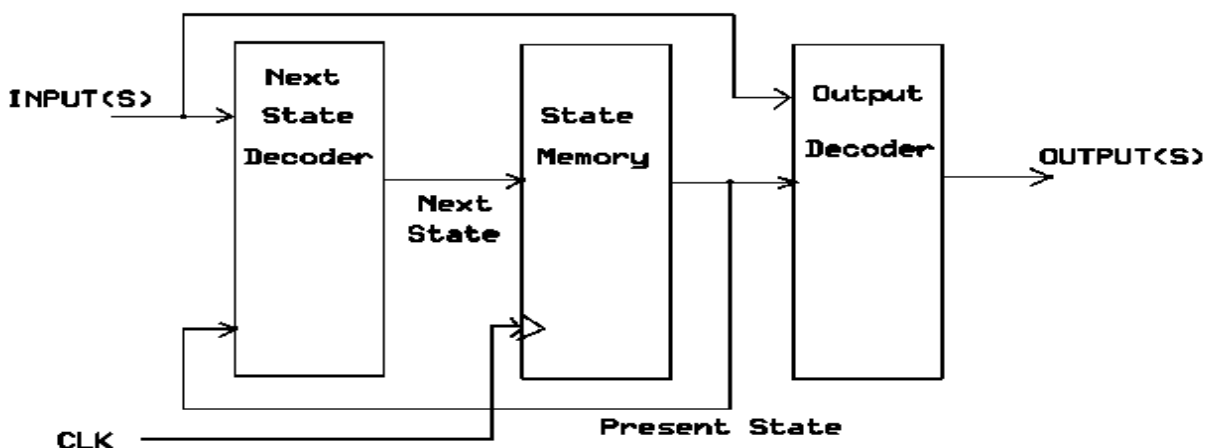 INPUT(S)
Next
State
Decoder
Next
State
State
Memory
Output
Decoder
OUTPUT(S)
Present State
CLK